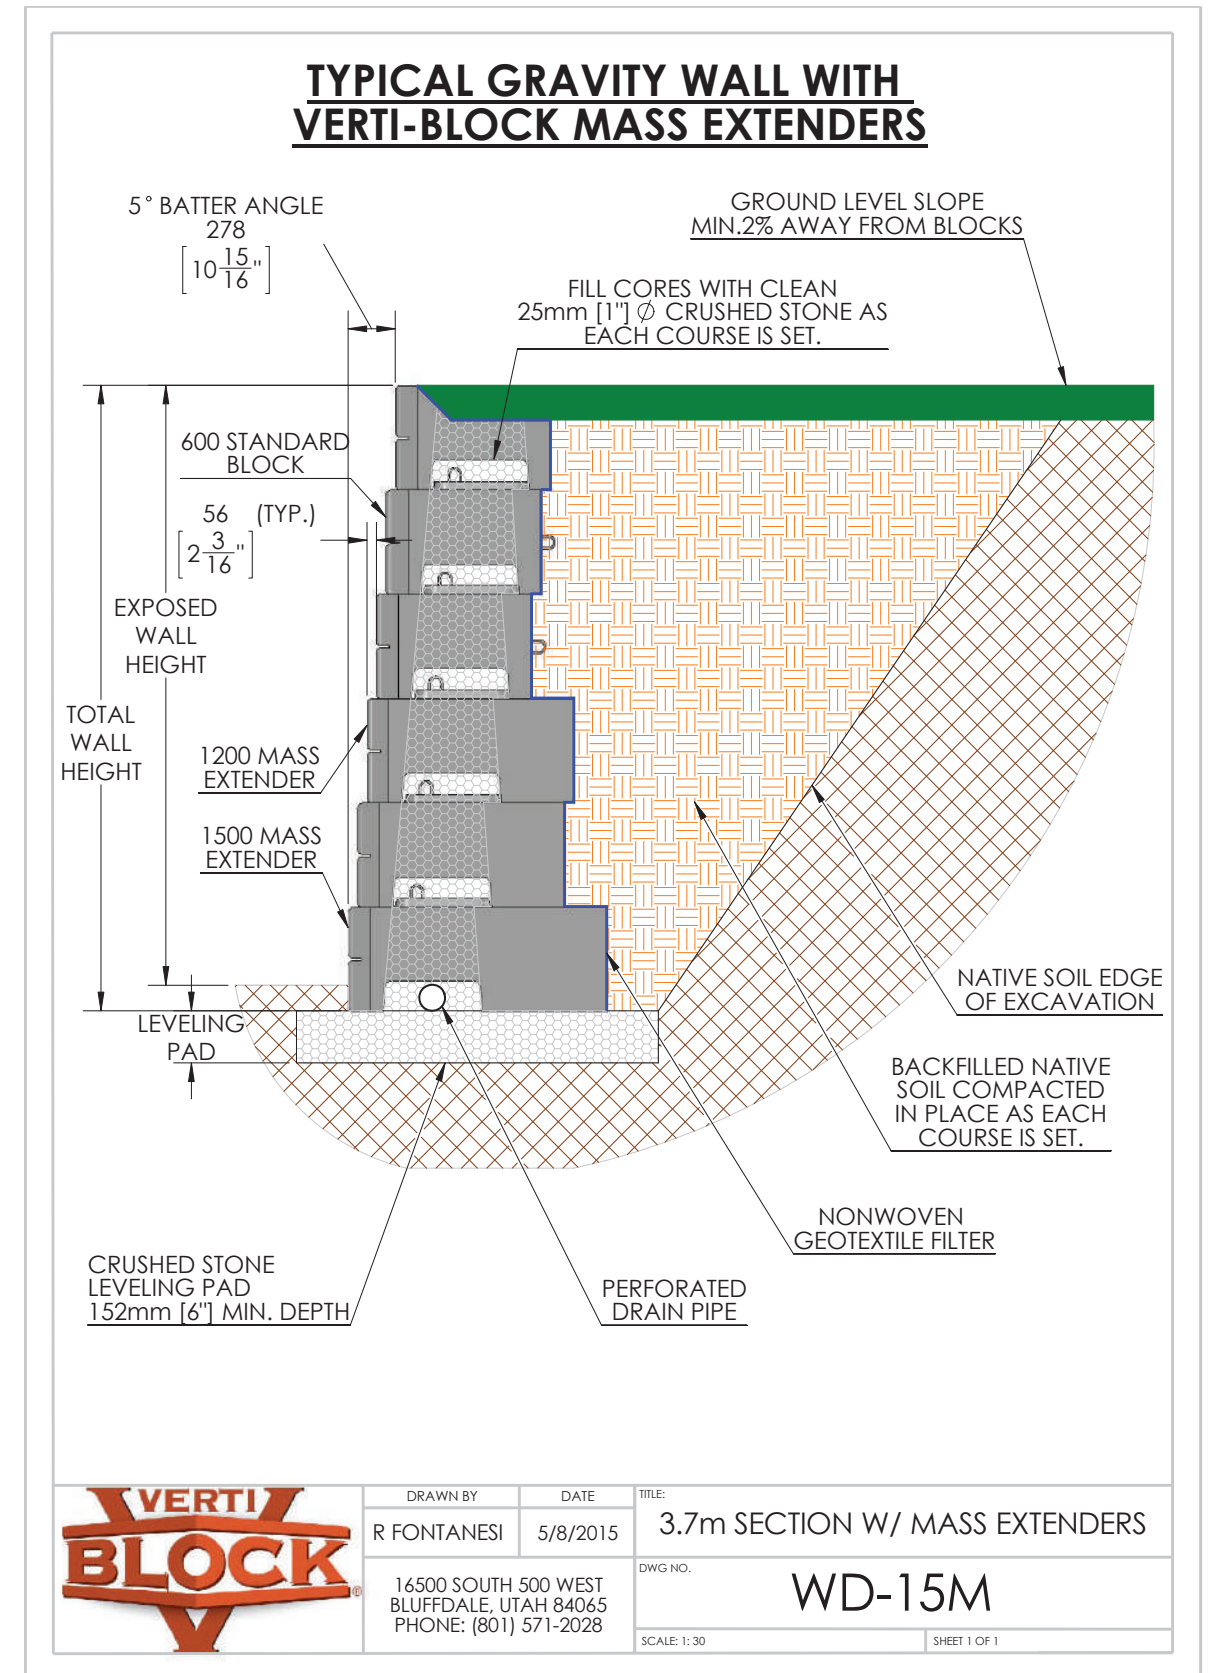 TYPICAL GRAVITY WALL WITH
VERTI-BLOCK MASS EXTENDERS
5° BATTER ANGLE
278
[10 15/16"]
GROUND LEVEL SLOPE
MIN.2% AWAY FROM BLOCKS
FILL CORES WITH CLEAN
25mm [1"] ∅ CRUSHED STONE AS
EACH COURSE IS SET.
600 STANDARD
BLOCK
56 (TYP.)
[2 3/16"]
EXPOSED
WALL
HEIGHT
TOTAL
WALL
HEIGHT
1200 MASS
EXTENDER
1500 MASS
EXTENDER
LEVELING
PAD
NATIVE SOIL EDGE
OF EXCAVATION
BACKFILLED NATIVE
SOIL COMPACTED
IN PLACE AS EACH
COURSE IS SET.
NONWOVEN
GEOTEXTILE FILTER
CRUSHED STONE
LEVELING PAD
152mm [6"] MIN. DEPTH
PERFORATED
DRAIN PIPE
VERTI
BLOCK®
DRAWN BY
R FONTANESI
DATE
5/8/2015
16500 SOUTH 500 WEST
BLUFFDALE, UTAH 84065
PHONE: (801) 571-2028
TITLE:
3.7m SECTION W/ MASS EXTENDERS
DWG NO.
WD-15M
SCALE: 1: 30
SHEET 1 OF 1